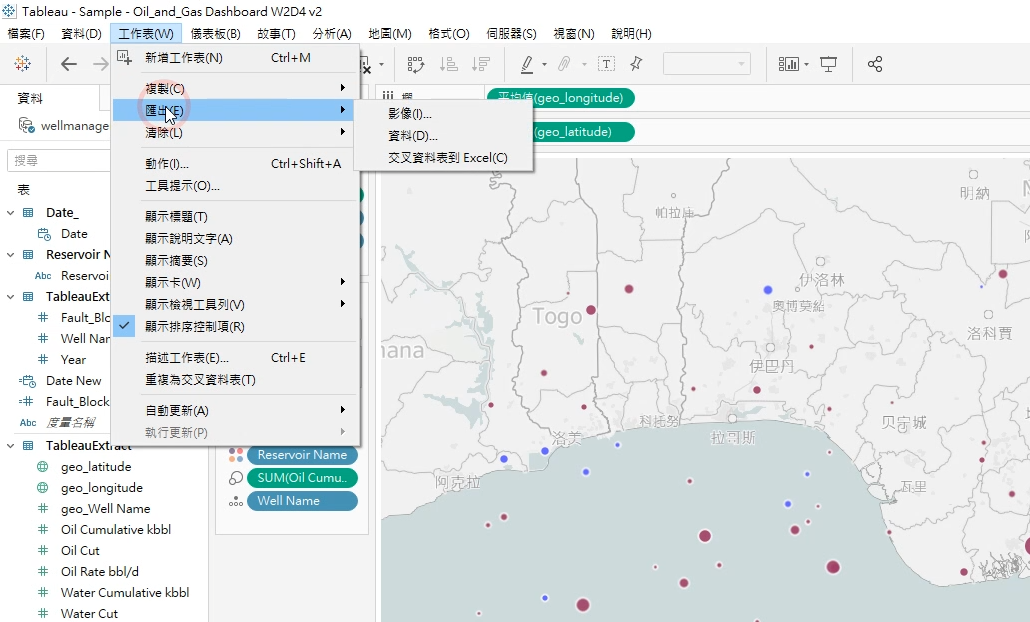 Tableau - Sample - Oil_and_Gas Dashboard W2D4 v2
檔案(F) 資料(D) 工作表(W) 儀表板(B) 故事(T) 分析(A) 地圖(M) 格式(O) 伺服器(S) 視窗(N) 說明(H)
新增工作表(N) Ctrl+M
複製(C)
匯出(E)
清除(L)
動作(I)... Ctrl+Shift+A
工具提示(O)...
顯示標題(T)
顯示說明文字(A)
顯示摘要(S)
顯示卡(W)
顯示檢視工具列(V)
顯示排序控制項(R)
描述工作表(E)... Ctrl+E
重複為交叉資料表(T)
自動更新(A)
執行更新(P)
影像(I)...
資料(D)...
交叉資料表到 Excel(C)
欄
平均值(geo_longitude)
(geo_latitude)
資料
wellmanage
搜尋
表
Date_
Date
Reservoir N
Abc Reservoi
TableauExt
Fault_Bloc
Well Nar
Year
Date New
Fault_Block
Abc 度量名稱
TableauExtract
geo_latitude
geo_longitude
geo_Well Name
Oil Cumulative kbbl
Oil Cut
Oil Rate bbl/d
Water Cumulative kbbl
Water Cut
Reservoir Name
SUM(Oil Cumu..
Well Name
明納
帕拉庫
伊洛林
奧博莫紹
Togo
洛科賈
hana
伊巴丹
科托努
貝寧城
洛美
拉哥斯
阿克拉
瓦里